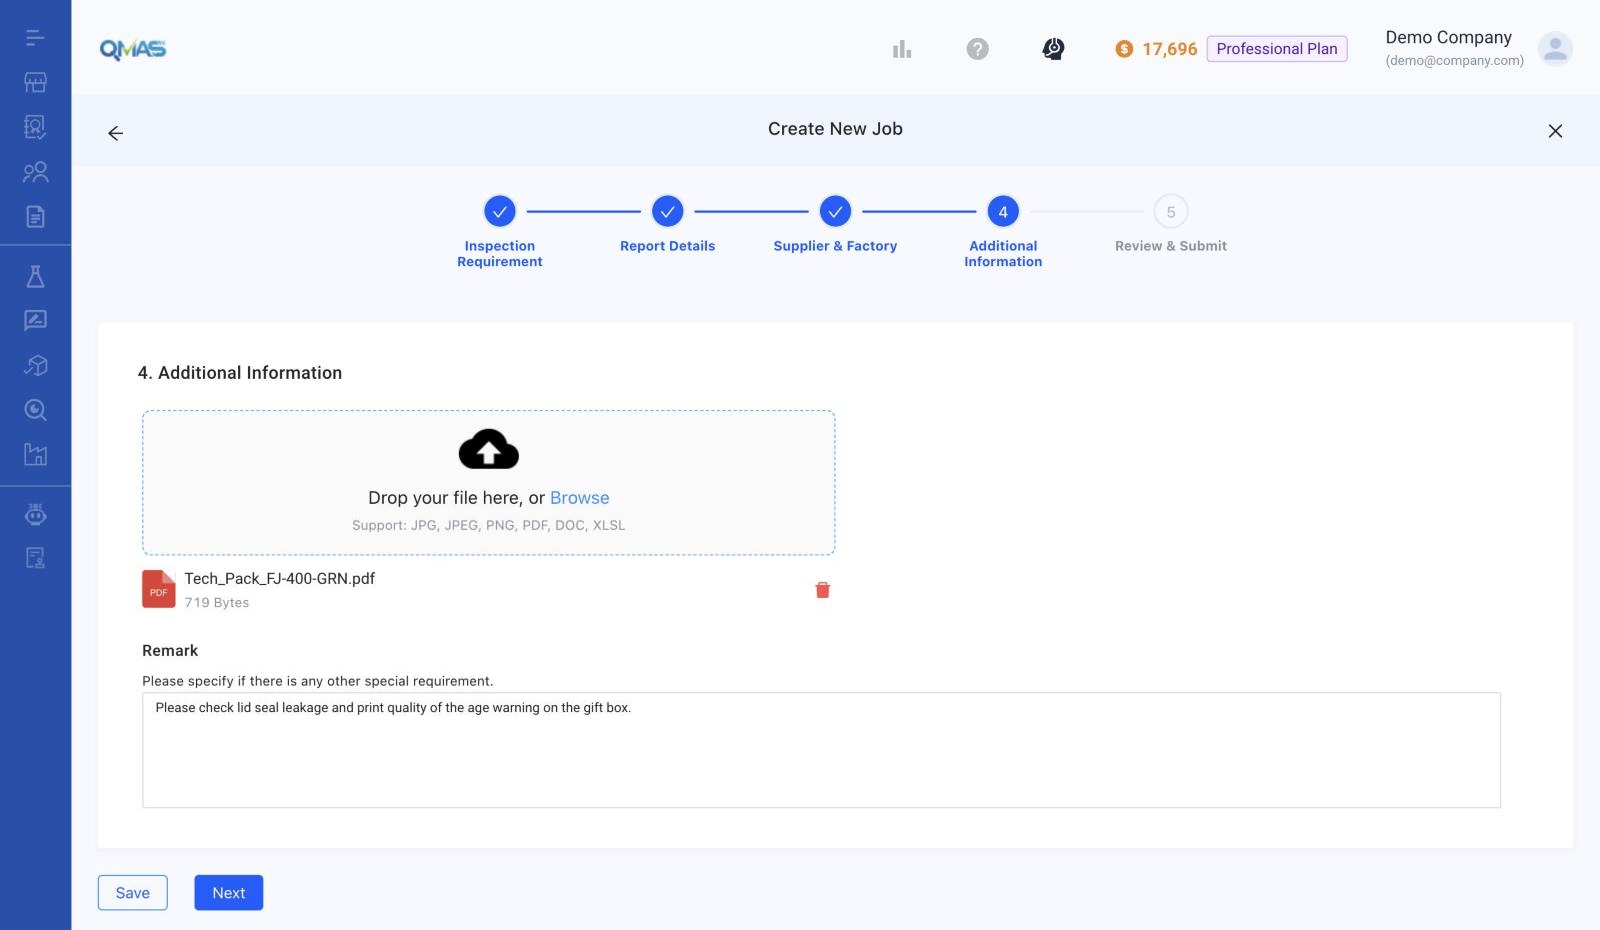 QMAS
17,696
Professional Plan
Demo Company
(demo@company.com)
Create New Job
4
5
Inspection
Requirement
Report Details
Supplier & Factory
Additional
Information
Review & Submit
4. Additional Information
Drop your file here, or Browse
Support: JPG, JPEG, PNG, PDF, DOC, XLSL
PDF
Tech_Pack_FJ-400-GRN.pdf
719 Bytes
Remark
Please specify if there is any other special requirement.
Please check lid seal leakage and print quality of the age warning on the gift box.
Save
Next